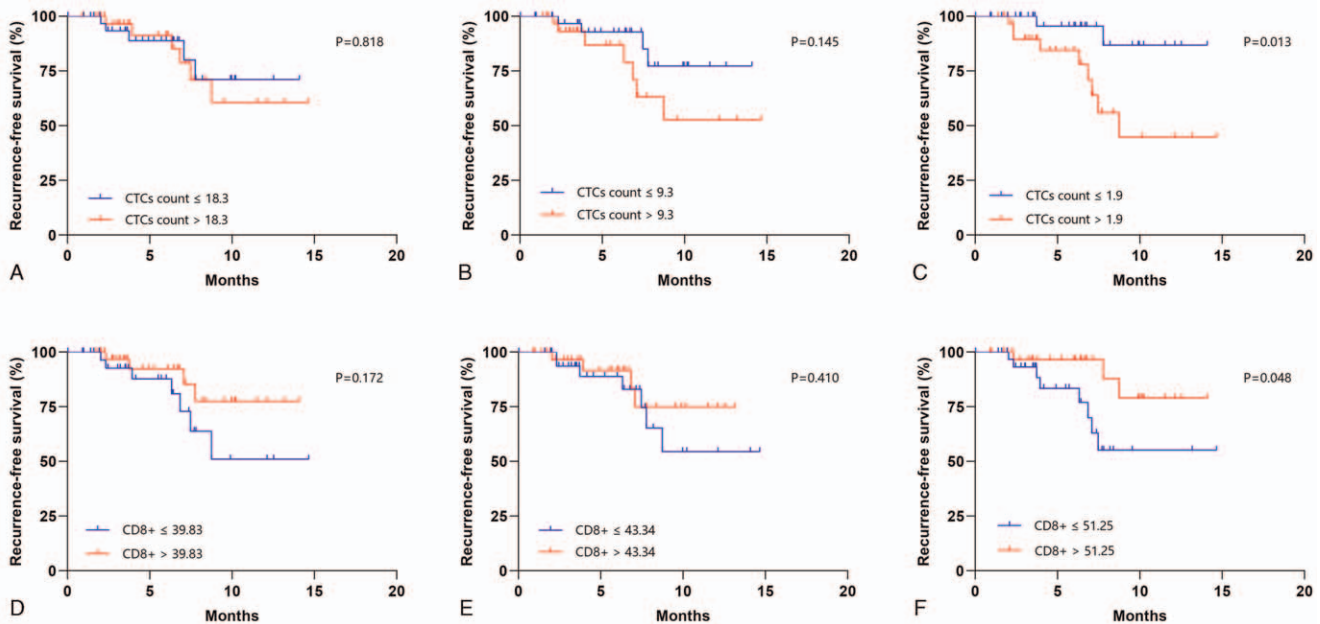 Recurrence-free survival (%)
100
75
50
25
0
0 5 10 15 20
Months
P=0.818
CTCs count ≤ 18.3
CTCs count > 18.3
A
Recurrence-free survival (%)
100
75
50
25
0
0 5 10 15 20
Months
P=0.145
CTCs count ≤ 9.3
CTCs count > 9.3
B
Recurrence-free survival (%)
100
75
50
25
0
0 5 10 15 20
Months
P=0.013
CTCs count ≤ 1.9
CTCs count > 1.9
C
Recurrence-free survival (%)
100
75
50
25
0
0 5 10 15 20
Months
P=0.172
CD8+ ≤ 39.83
CD8+ > 39.83
D
Recurrence-free survival (%)
100
75
50
25
0
0 5 10 15 20
Months
P=0.410
CD8+ ≤ 43.34
CD8+ > 43.34
E
Recurrence-free survival (%)
100
75
50
25
0
0 5 10 15 20
Months
P=0.048
CD8+ ≤ 51.25
CD8+ > 51.25
F